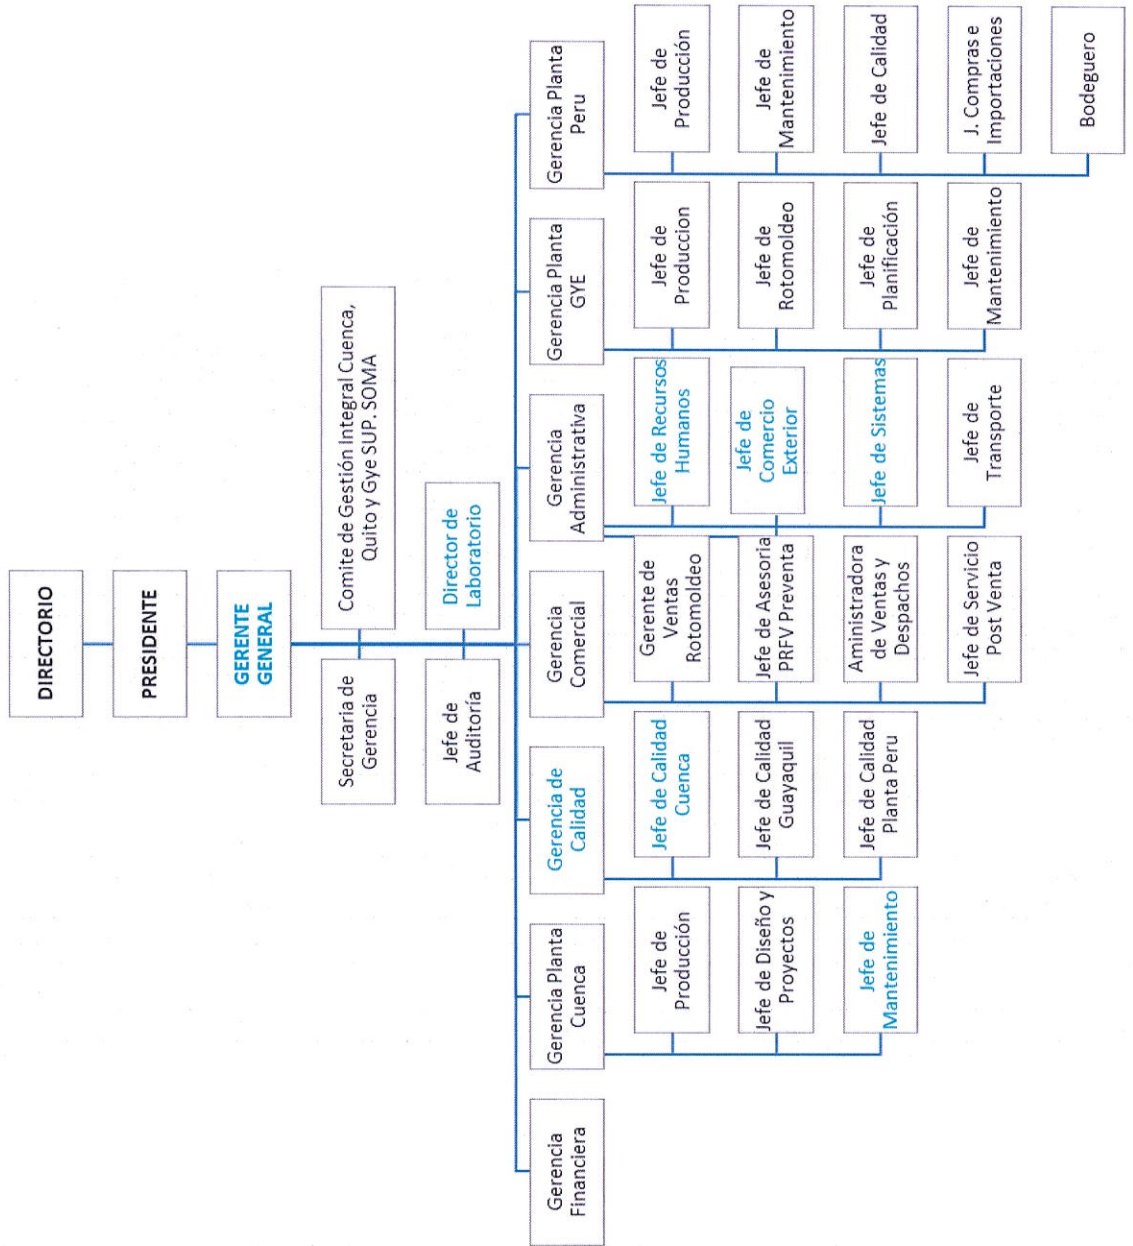 DIRECTORIO
PRESIDENTE
GERENTE
GENERAL
Secretaria de
Gerencia
Comite de Gestión Integral Cuenca,
Quito y Gye SUP. SOMA
Jefe de
Auditoría
Director de
Laboratorio
Gerencia
Financiera
Gerencia Planta
Cuenca
Jefe de
Producción
Jefe de Diseño y
Proyectos
Jefe de
Mantenimiento
Gerencia de
Calidad
Jefe de Calidad
Cuenca
Jefe de Calidad
Guayaquil
Jefe de Calidad
Planta Peru
Gerencia
Comercial
Gerente de
Ventas
Rotomoldeo
Jefe de Asesoria
PRFV Preventa
Aministradora
de Ventas y
Despachos
Jefe de Servicio
Post Venta
Gerencia
Administrativa
Jefe de Recursos
Humanos
Jefe de
Comercio
Exterior
Jefe de Sistemas
Jefe de
Transporte
Gerencia Planta
GYE
Jefe de
Produccion
Jefe de
Rotomoldeo
Jefe de
Planificación
Jefe de
Mantenimiento
Gerencia Planta
Peru
Jefe de
Producción
Jefe de
Mantenimiento
Jefe de Calidad
J. Compras e
Importaciones
Bodeguero